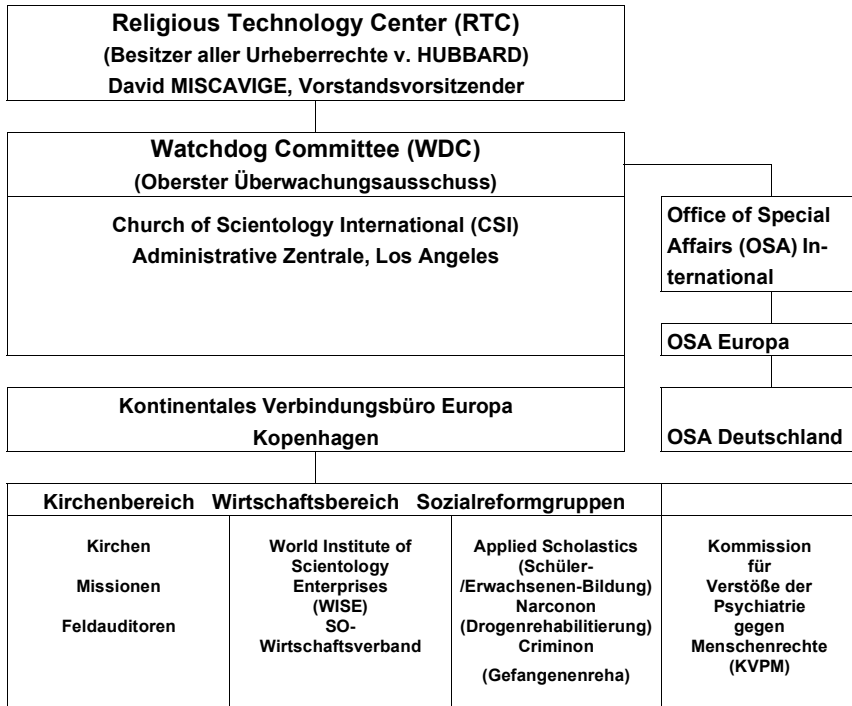 Religious Technology Center (RTC)
(Besitzer aller Urheberrechte v. HUBBARD)
David MISCAVIGE, Vorstandsvorsitzender
Watchdog Committee (WDC)
(Oberster Überwachungsausschuss)
Church of Scientology International (CSI)
Administrative Zentrale, Los Angeles
Office of Special
Affairs (OSA) In-
ternational
OSA Europa
Kontinentales Verbindungsbüro Europa
Kopenhagen
OSA Deutschland
Kirchenbereich Wirtschaftsbereich Sozialreformgruppen
Kirchen
Missionen
Feldauditoren
World Institute of
Scientology
Enterprises
(WISE)
SO-
Wirtschaftsverband
Applied Scholastics
(Schüler-
/Erwachsenen-Bildung)
Narconon
(Drogenrehabilitierung)
Criminon
(Gefangenenreha)
Kommission
für
Verstöße der
Psychiatrie
gegen
Menschenrechte
(KVPM)